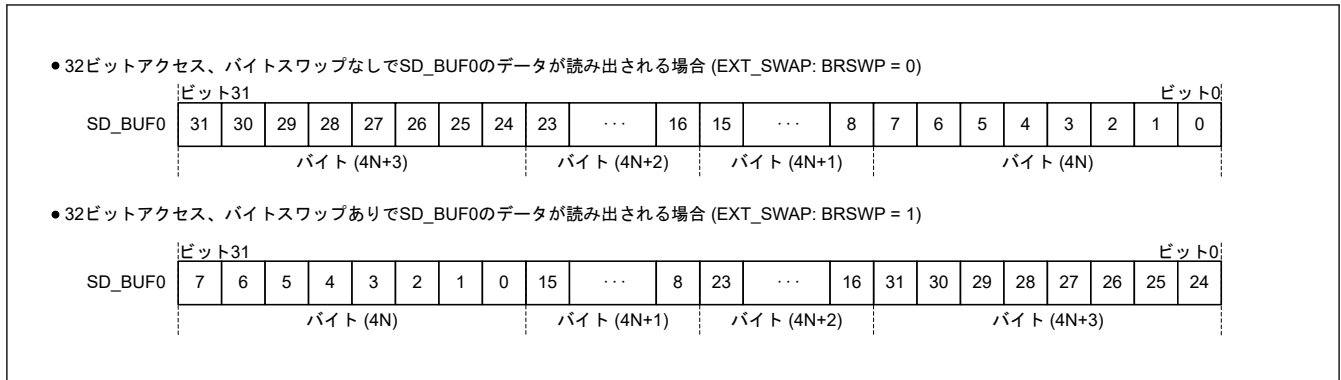 ● 32ビットアクセス、バイトスワップなしでSD_BUF0のデータが読み出される場合 (EXT_SWAP: BRSWP = 0)
ビット31 ビット0
SD_BUF0 31 30 29 28 27 26 25 24 23 ··· 16 15 ··· 8 7 6 5 4 3 2 1 0
バイト (4N+3) バイト (4N+2) バイト (4N+1) バイト (4N)
● 32ビットアクセス、バイトスワップありでSD_BUF0のデータが読み出される場合 (EXT_SWAP: BRSWP = 1)
ビット31 ビット0
SD_BUF0 7 6 5 4 3 2 1 0 15 ··· 8 23 ··· 16 31 30 29 28 27 26 25 24
バイト (4N) バイト (4N+1) バイト (4N+2) バイト (4N+3)